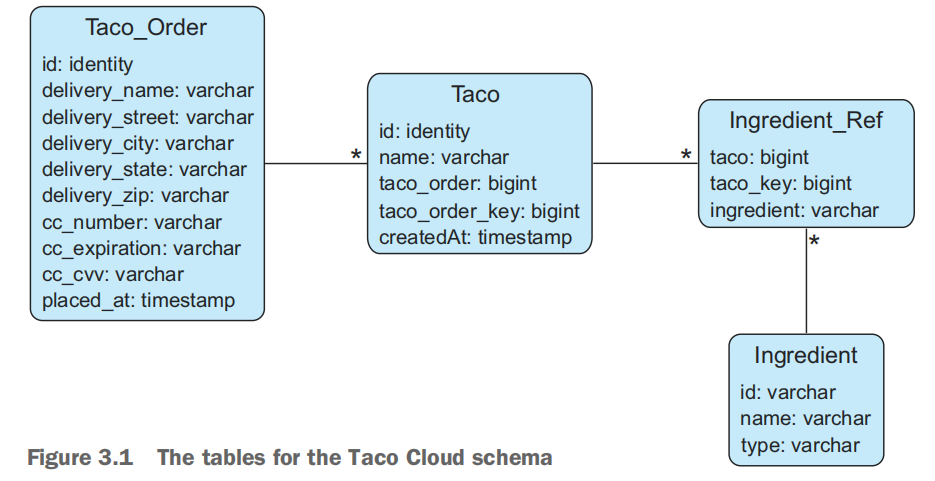 Taco_Order
id: identity
delivery_name: varchar
delivery_street: varchar
delivery_city: varchar
delivery_state: varchar
delivery_zip: varchar
cc_number: varchar
cc_expiration: varchar
cc_cvv: varchar
placed_at: timestamp
*
Taco
id: identity
name: varchar
taco_order: bigint
taco_order_key: bigint
createdAt: timestamp
*
Ingredient_Ref
taco: bigint
taco_key: bigint
ingredient: varchar
*
Ingredient
id: varchar
name: varchar
type: varchar
Figure 3.1 The tables for the Taco Cloud schema